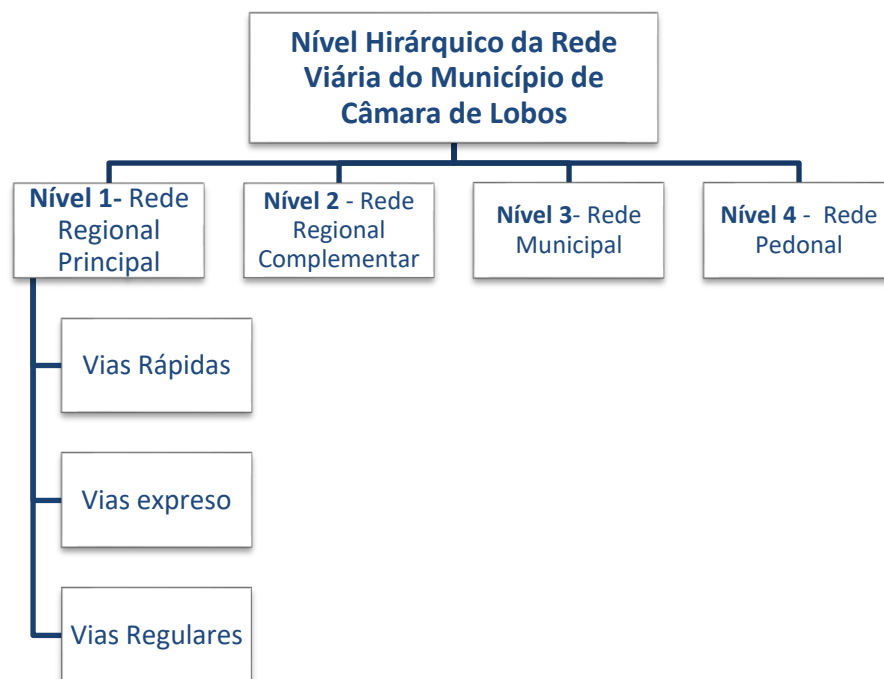 Nível Hirárquico da Rede
Viária do Município de
Câmara de Lobos
Nível 1- Rede
Regional
Principal
Nível 2 - Rede
Regional
Complementar
Nível 3- Rede
Municipal
Nível 4 - Rede
Pedonal
Vias Rápidas
Vias expreso
Vias Regulares